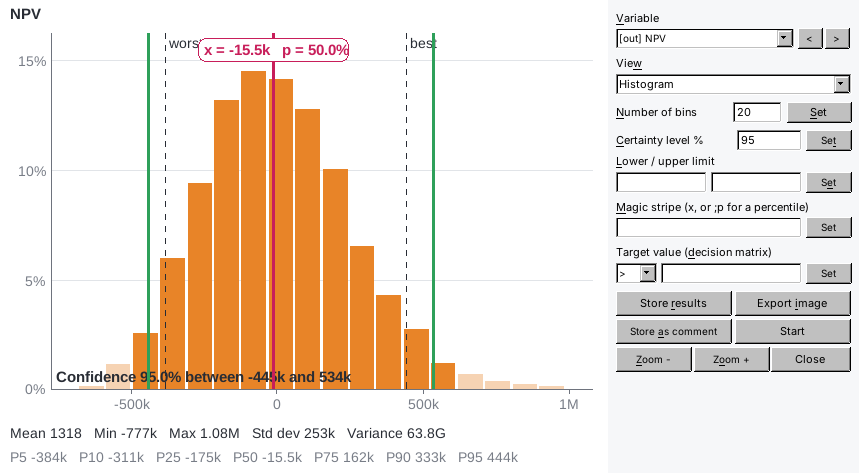 NPV
worst
x = -15.5k p = 50.0%
best
15%
10%
5%
0%
Confidence 95.0% between -445k and 534k
-500k 0 500k 1M
Mean 1318 Min -777k Max 1.08M Std dev 253k Variance 63.8G
P5 -384k P10 -311k P25 -175k P50 -15.5k P75 162k P90 333k P95 444k
Variable
[out] NPV < >
View
Histogram
Number of bins 20 Set
Certainty level % 95 Set
Lower / upper limit
Set
Magic stripe (x, or ;p for a percentile)
Set
Target value (decision matrix)
> Set
Store results Export image
Store as comment Start
Zoom - Zoom + Close